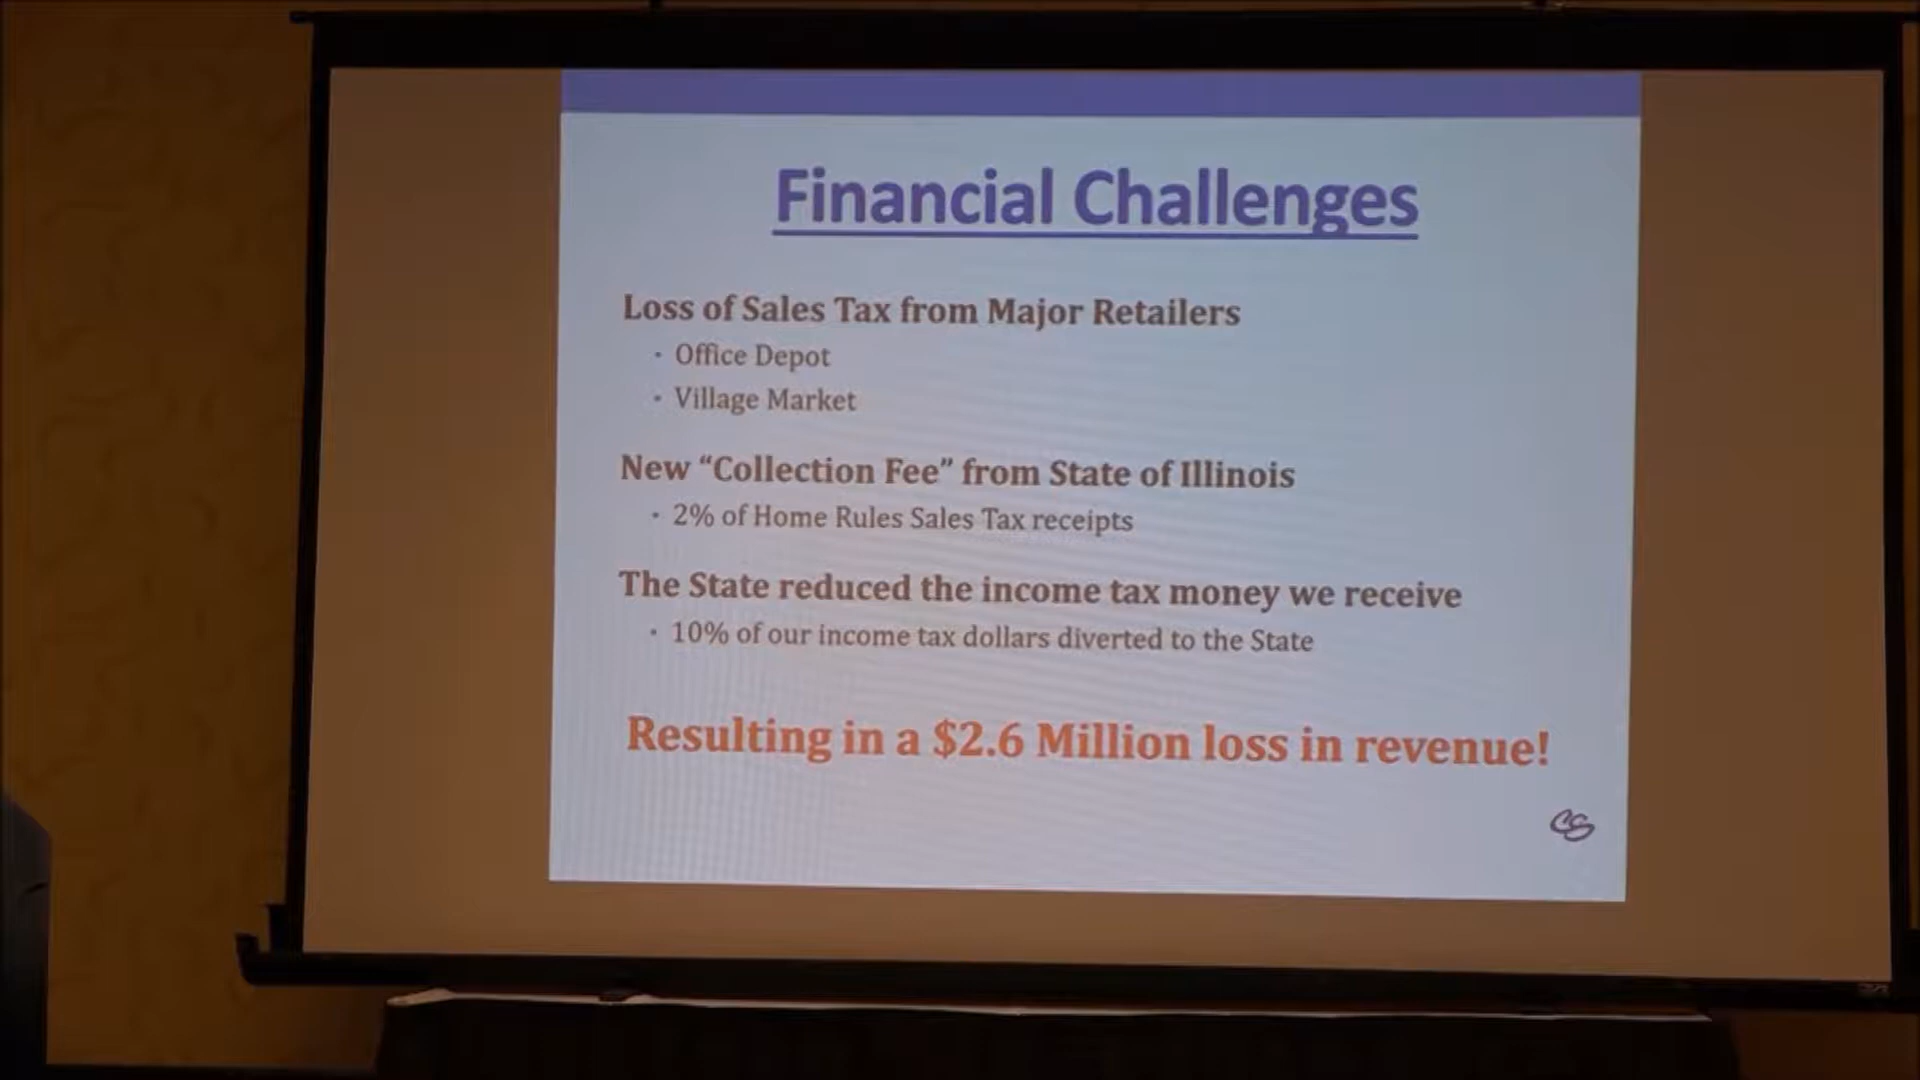 Financial Challenges
Loss of Sales Tax from Major Retailers
· Office Depot
· Village Market
New “Collection Fee” from State of Illinois
· 2% of Home Rules Sales Tax receipts
The State reduced the income tax money we receive
· 10% of our income tax dollars diverted to the State
Resulting in a $2.6 Million loss in revenue!
CS